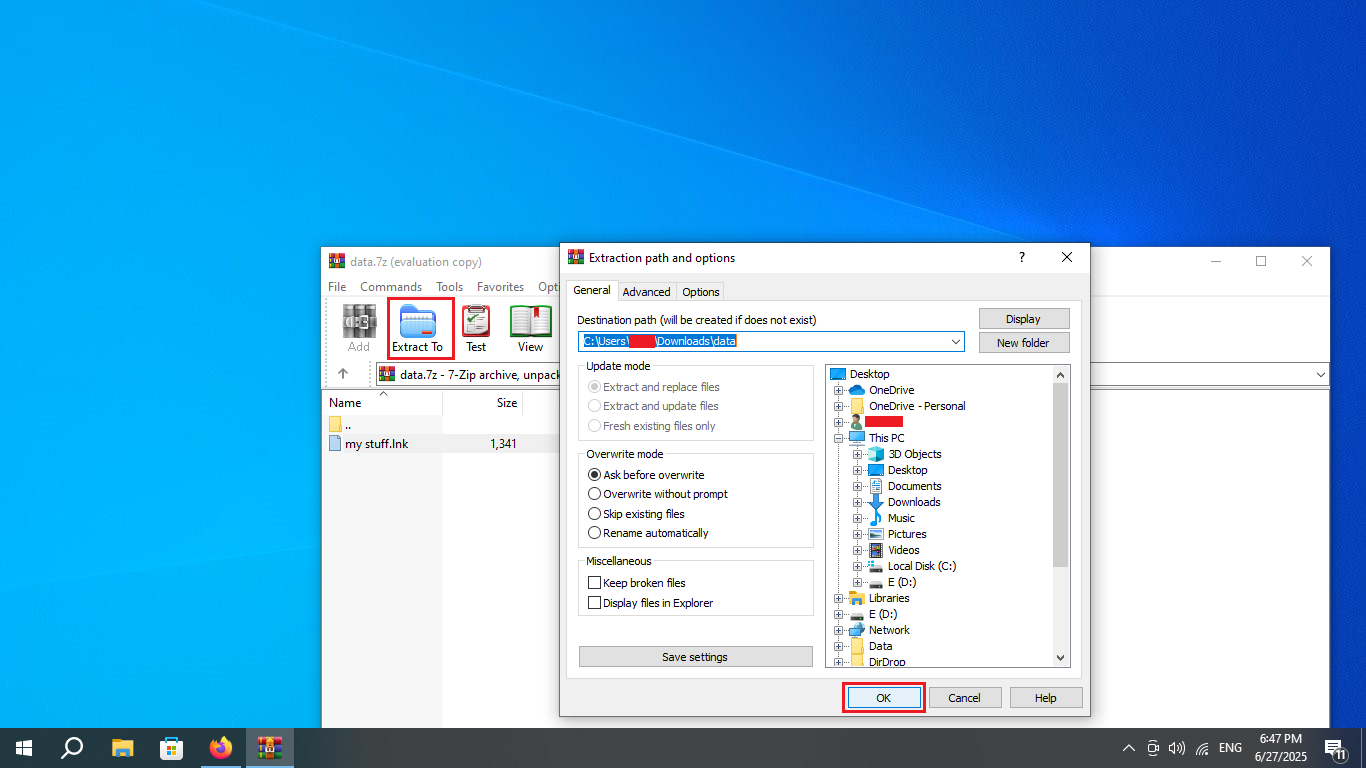 data.7z (evaluation copy)
File Commands Tools Favorites Opti
Add
Extract To
Test
View
data.7z - 7-Zip archive, unpack
Name Size
..
my stuff.lnk 1,341
Extraction path and options
?
General Advanced Options
Destination path (will be created if does not exist)
C:\Users\ \Downloads\data
Display
New folder
Update mode
Extract and replace files
Extract and update files
Fresh existing files only
Overwrite mode
Ask before overwrite
Overwrite without prompt
Skip existing files
Rename automatically
Miscellaneous
Keep broken files
Display files in Explorer
Save settings
Desktop
OneDrive
OneDrive - Personal
This PC
3D Objects
Desktop
Documents
Downloads
Music
Pictures
Videos
Local Disk (C:)
E (D:)
Libraries
E (D:)
Network
Data
DirDrop
OK
Cancel
Help
ENG
6:47 PM
6/27/2025
11